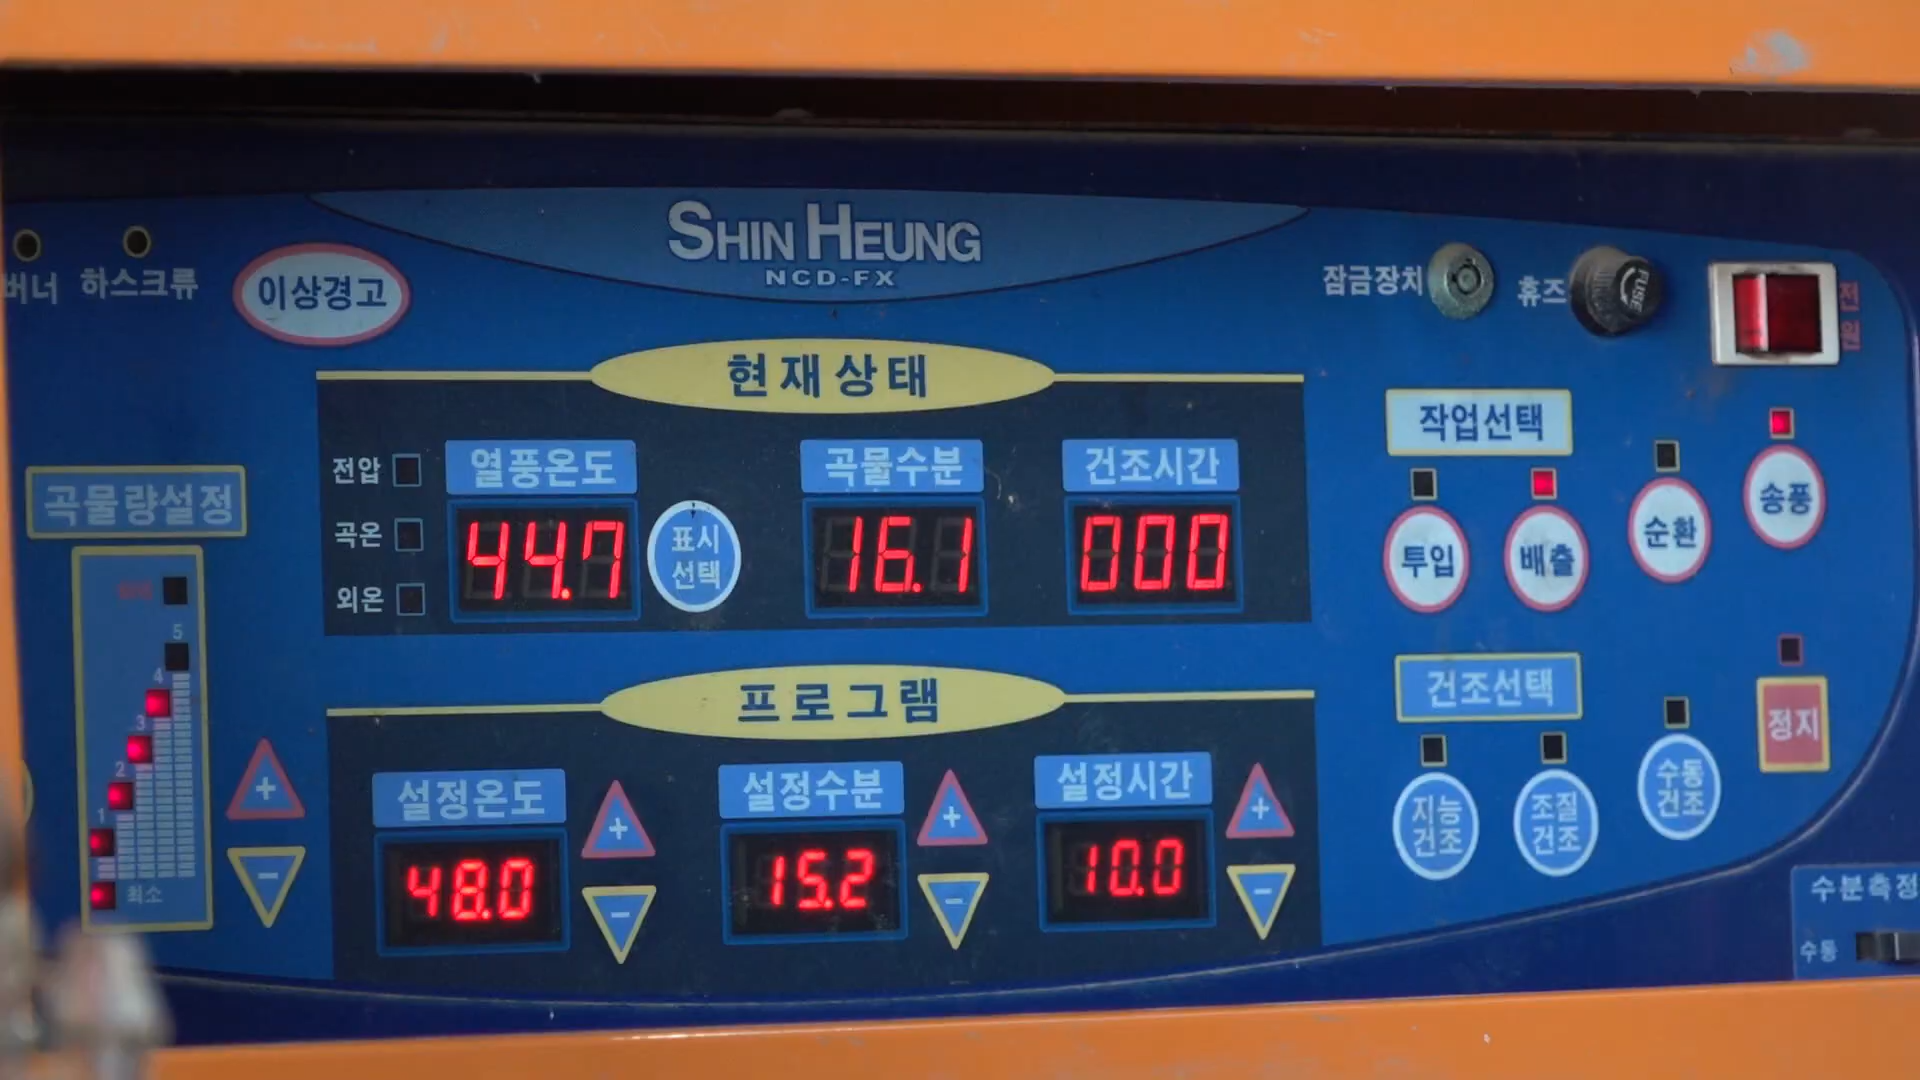 SHIN HEUNG
NCD-FX
버너
하스크류
이상경고
잠금장치
휴즈
FUSE
전원
현재상태
전압
곡온
외온
열풍온도
44.7
표시
선택
곡물수분
16.1
건조시간
000
작업선택
투입
배출
순환
송풍
곡물량설정
5
4
3
2
1
최소
+
-
프로그램
설정온도
48.0
+
-
설정수분
15.2
+
-
설정시간
10.0
+
-
건조선택
지능
건조
조질
건조
수동
건조
정지
수분측정
수동